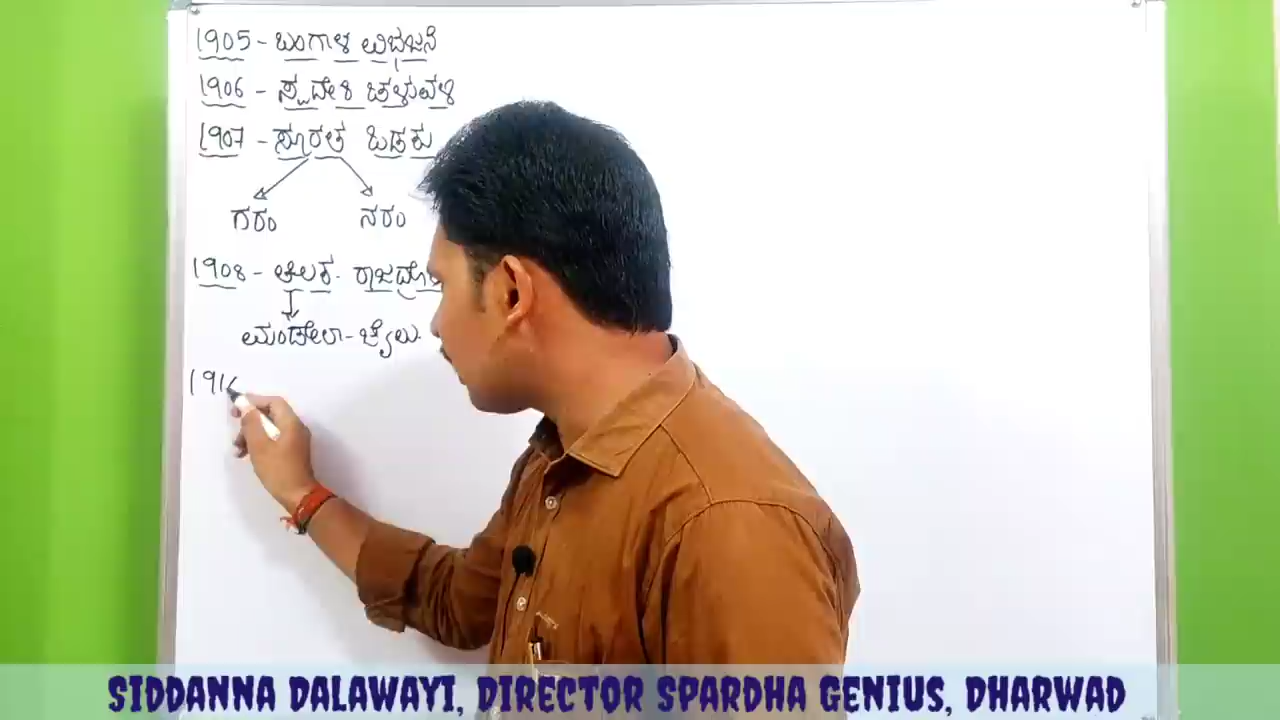 1905 - ಬಂಗಾಳ ವಿಭಜನೆ
1906 - ಸ್ವದೇಶಿ ಚಳುವಳಿ
1907 - ಸೂರತ ಒಡಕು
ಗರಂ ನರಂ
1908 - ತಿಲಕ - ರಾಜದ್ರೋಹ
ಮಂಡಾಲಾ - ಜೈಲು.
191
SIDDANNA DALAWAYI, DIRECTOR SPARDHA GENIUS, DHARWAD